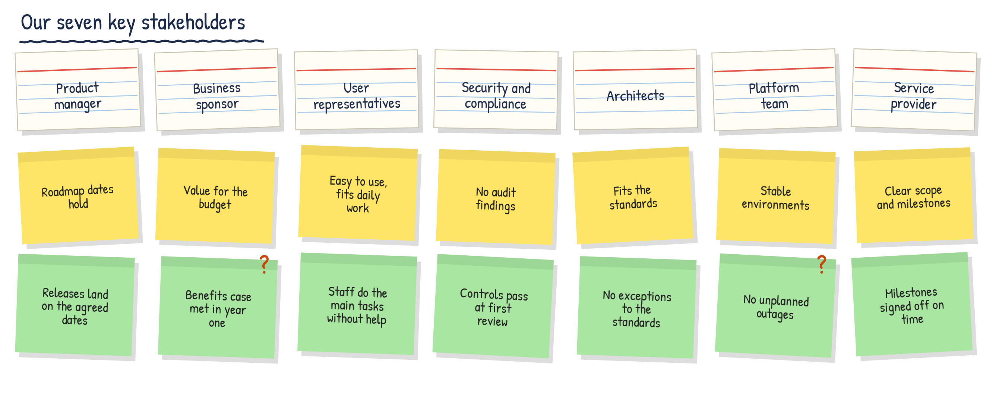 Our seven key stakeholders
Product
manager
Business
sponsor
User
representatives
Security and
compliance
Architects
Platform
team
Service
provider
Roadmap dates
hold
Value for the
budget
Easy to use,
fits daily
work
No audit
findings
Fits the
standards
Stable
environments
Clear scope
and milestones
Releases land
on the agreed
dates
?
Benefits case
met in year
one
Staff do the
main tasks
without help
Controls pass
at first
review
No exceptions
to the
standards
?
No unplanned
outages
Milestones
signed off on
time